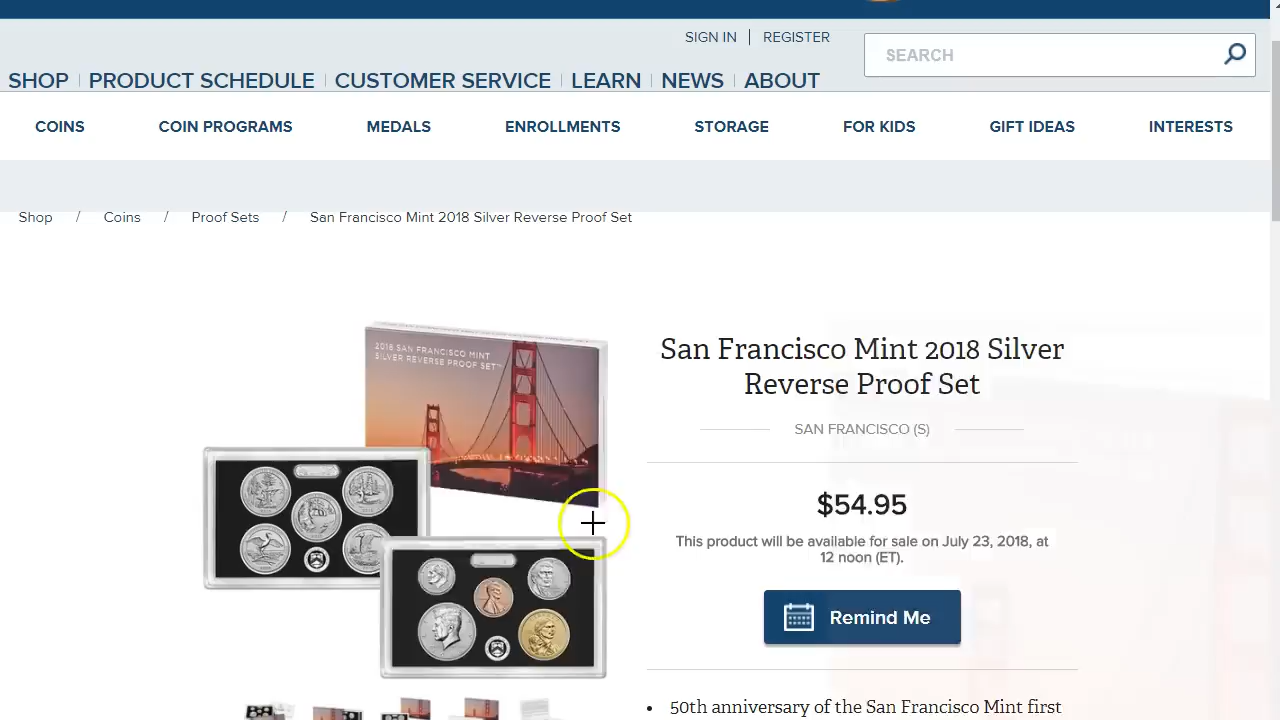 SIGN IN
REGISTER
SEARCH
SHOP
PRODUCT SCHEDULE
CUSTOMER SERVICE
LEARN
NEWS
ABOUT
COINS
COIN PROGRAMS
MEDALS
ENROLLMENTS
STORAGE
FOR KIDS
GIFT IDEAS
INTERESTS
Shop / Coins / Proof Sets / San Francisco Mint 2018 Silver Reverse Proof Set
2018 SAN FRANCISCO MINT
SILVER REVERSE PROOF SET™
San Francisco Mint 2018 Silver
Reverse Proof Set
SAN FRANCISCO (S)
$54.95
This product will be available for sale on July 23, 2018, at
12 noon (ET).
Remind Me
• 50th anniversary of the San Francisco Mint first